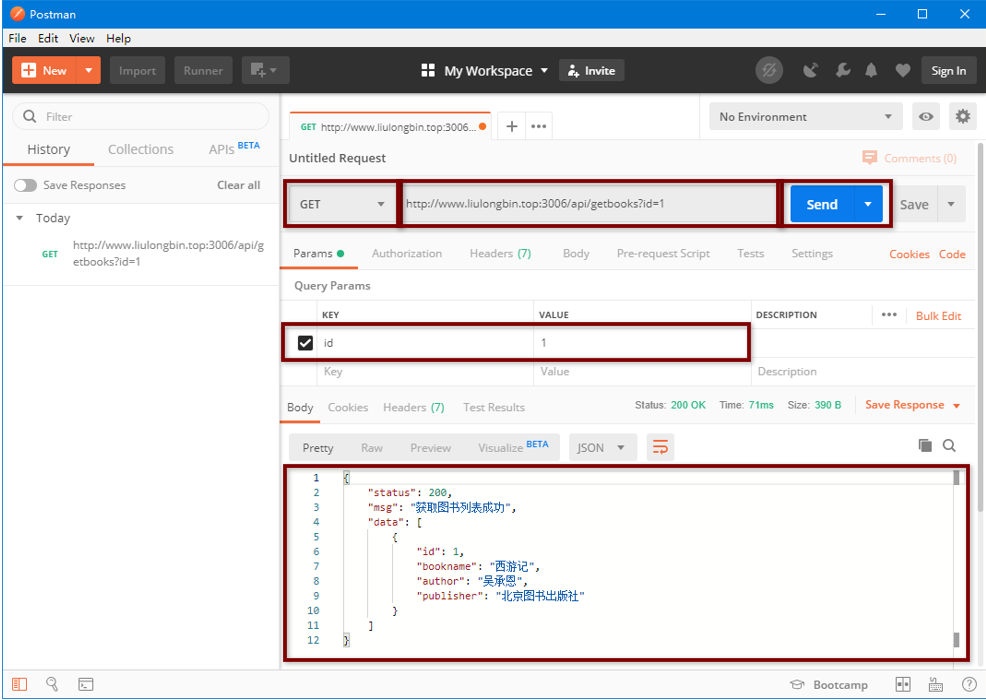 Postman
File Edit View Help
New Import Runner My Workspace Invite Sign In
Filter
History Collections APIs BETA
Save Responses Clear all
Today
GET http://www.liulongbin.top:3006/api/g
etbooks?id=1
GET http://www.liulongbin.top:3006... + ••• No Environment
Untitled Request Comments (0)
GET http://www.liulongbin.top:3006/api/getbooks?id=1 Send Save
Params Authorization Headers (7) Body Pre-request Script Tests Settings Cookies Code
Query Params
KEY VALUE DESCRIPTION ••• Bulk Edit
id 1
Key Value Description
Body Cookies Headers (7) Test Results Status: 200 OK Time: 71ms Size: 390 B Save Response
Pretty Raw Preview Visualize BETA JSON
1 {
2 "status": 200,
3 "msg": "获取图书列表成功",
4 "data": [
5 {
6 "id": 1,
7 "bookname": "西游记",
8 "author": "吴承恩",
9 "publisher": "北京图书出版社"
10 }
11 ]
12 }
Bootcamp